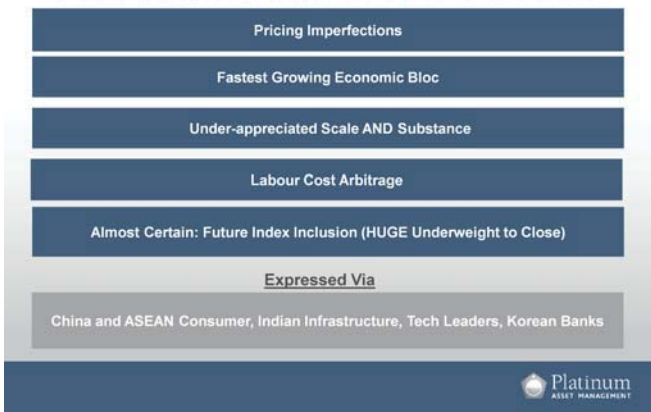 Pricing Imperfections
Fastest Growing Economic Bloc
Under-appreciated Scale AND Substance
Labour Cost Arbitrage
Almost Certain: Future Index Inclusion (HUGE Underweight to Close)
Expressed Via
China and ASEAN Consumer, Indian Infrastructure, Tech Leaders, Korean Banks
Platinum
ASSET MANAGEMENT